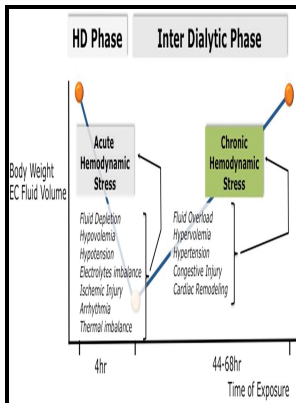 HD Phase
Inter Dialytic Phase
Acute
Hemodynamic
Stress
Chronic
Hemodynamic
Stress
Body Weight
EC Fluid Volume
Fluid Depletion
Hypovolemia
Hypotension
Electrolytes imbalance
Ischemic Injury
Arrhythmia
Thermal imbalance
Fluid Overload
Hypervolemia
Hypertension
Congestive Injury
Cardiac Remodeling
4hr
44-68hr
Time of Exposure